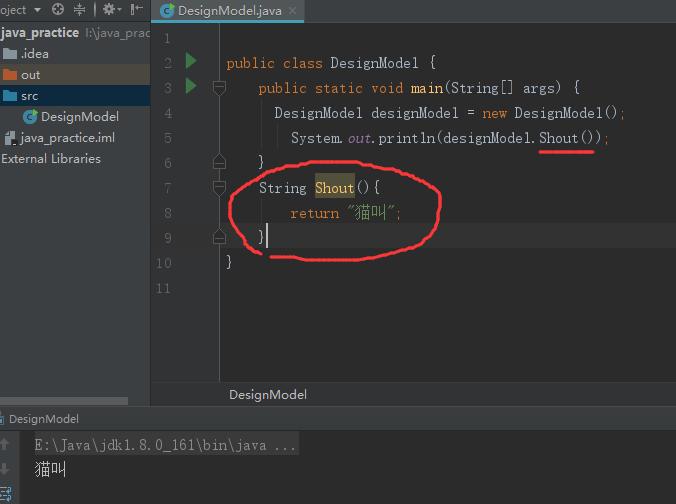 oject
DesignModel.java
java_practice I:\java_prac
.idea
out
src
DesignModel
java_practice.iml
External Libraries
1
2 public class DesignModel {
3 public static void main(String[] args) {
4 DesignModel designModel = new DesignModel();
5 System.out.println(designModel.Shout());
6 }
7 String Shout(){
8 return "猫叫";
9 }
10 }
11
DesignModel
DesignModel
E:\Java\jdk1.8.0_161\bin\java ...
猫叫